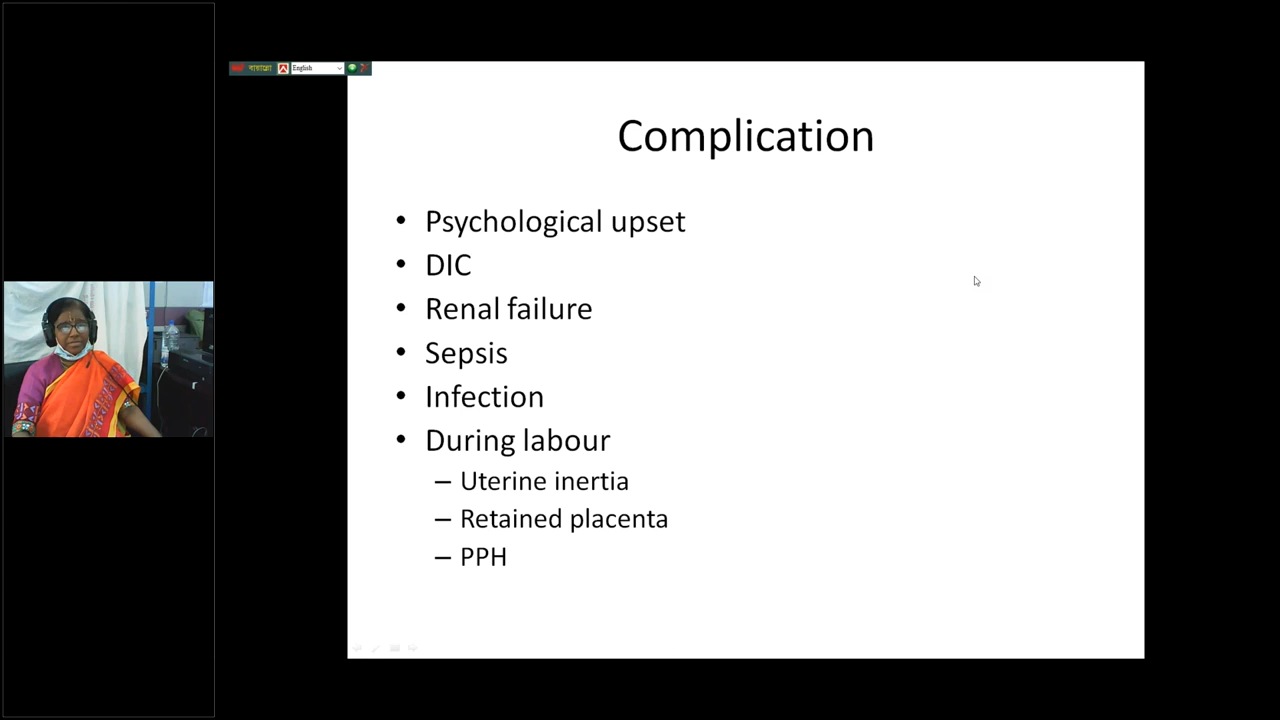 English
Complication
• Psychological upset
• DIC
• Renal failure
• Sepsis
• Infection
• During labour
– Uterine inertia
– Retained placenta
– PPH